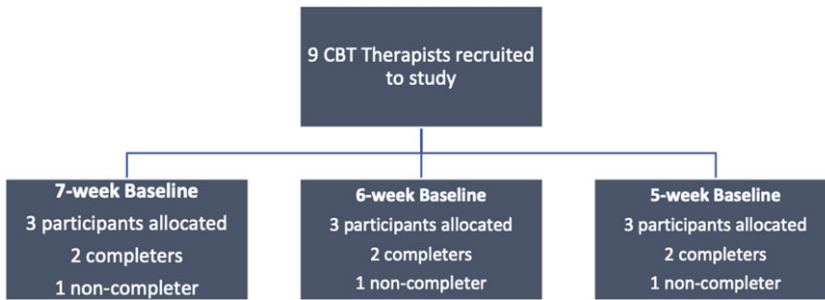 9 CBT Therapists recruited
to study
7-week Baseline
3 participants allocated
2 completers
1 non-completer
6-week Baseline
3 participants allocated
2 completers
1 non-completer
5-week Baseline
3 participants allocated
2 completers
1 non-completer